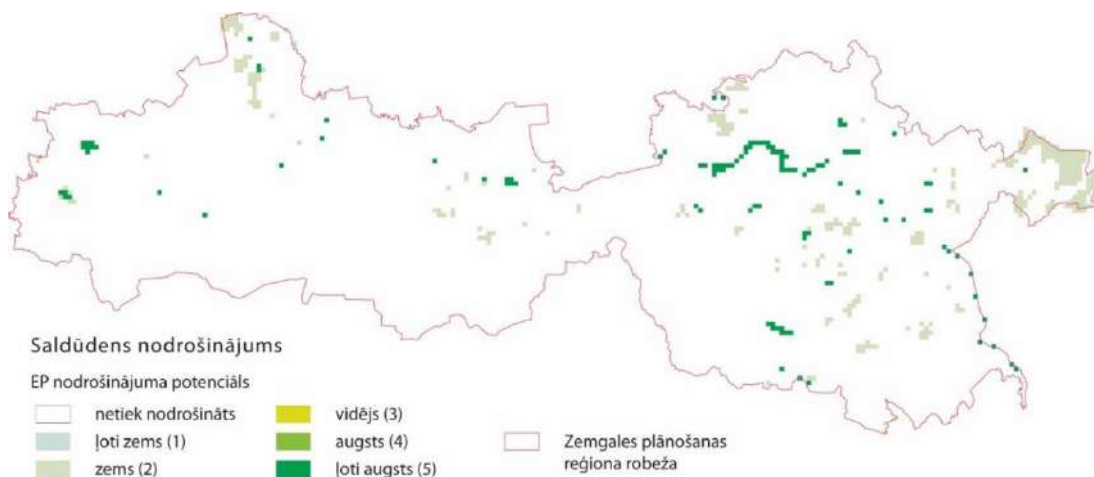 Saldūdens nodrošinājums
EP nodrošinājuma potenciāls
netiek nodrošināts
ļoti zems (1)
zems (2)
vidējs (3)
augsts (4)
ļoti augsts (5)
Zemgales plānošanas
reģiona robeža